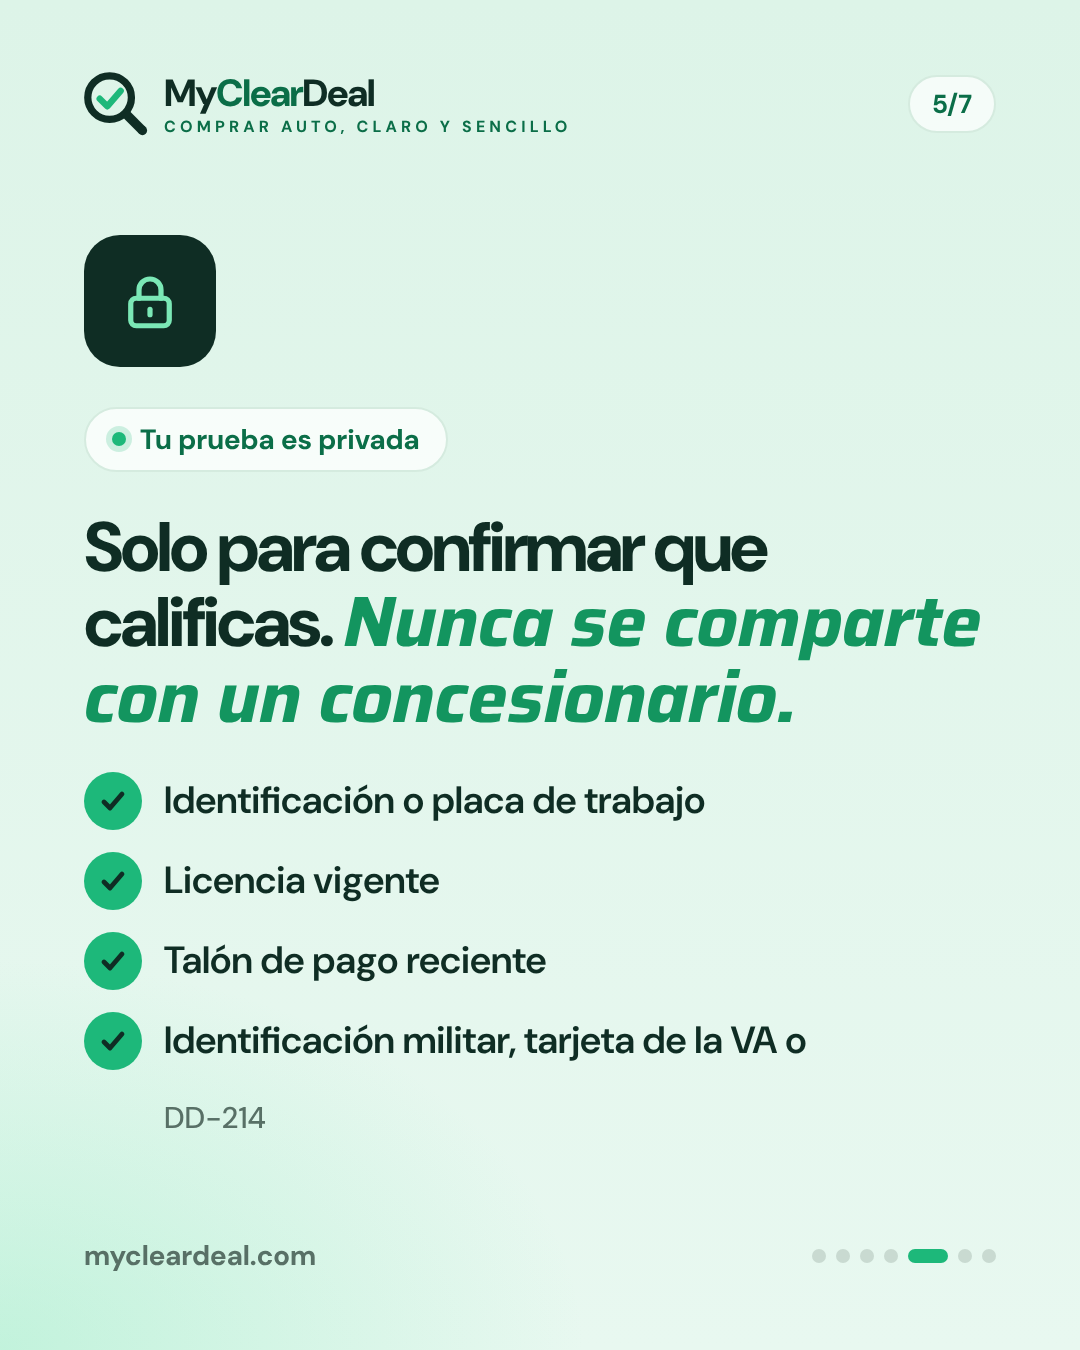 MyClearDeal
COMPRAR AUTO, CLARO Y SENCILLO
5/7
Tu prueba es privada
Solo para confirmar que
calificas. Nunca se comparte
con un concesionario.
Identificación o placa de trabajo
Licencia vigente
Talón de pago reciente
Identificación militar, tarjeta de la VA o
DD-214
mycleardeal.com